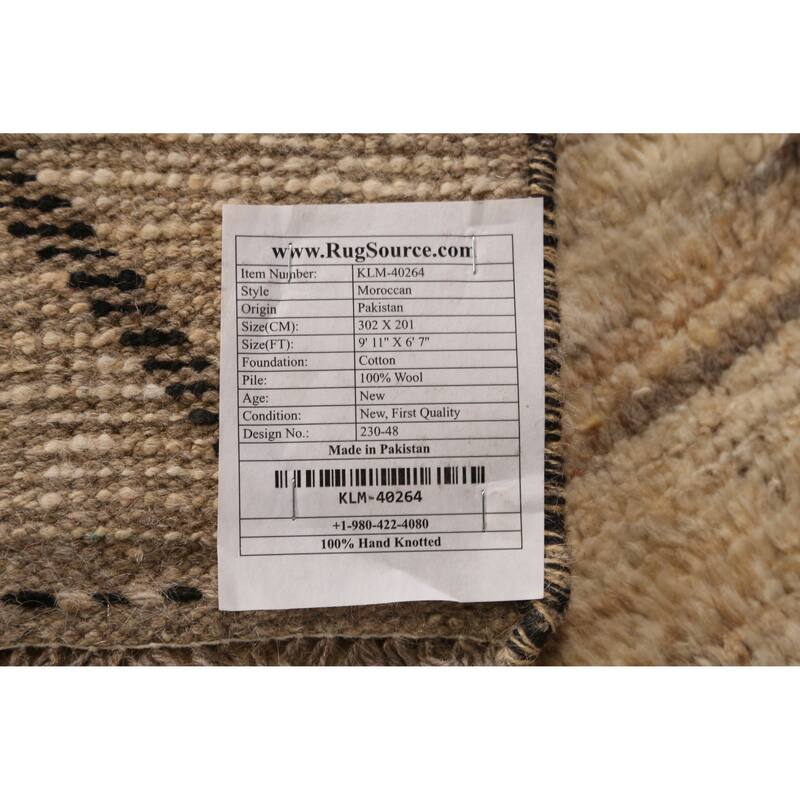 www.RugSource.com
Item Number: KLM-40264
Style Moroccan
Origin Pakistan
Size(CM): 302 X 201
Size(FT): 9' 11" X 6' 7"
Foundation: Cotton
Pile: 100% Wool
Age: New
Condition: New, First Quality
Design No.: 230-48
Made in Pakistan
KLM-40264
+1-980-422-4080
100% Hand Knotted